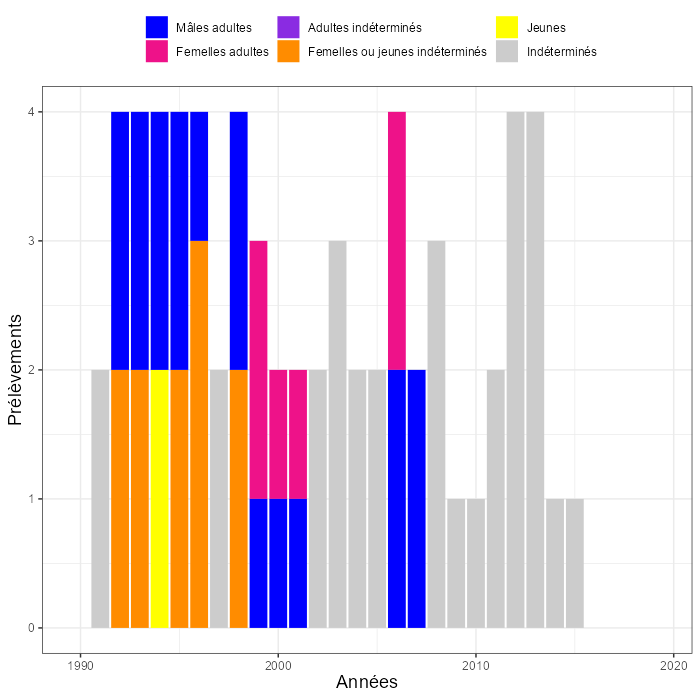 Mâles adultes Adultes indéterminés Jeunes
Femelles adultes Femelles ou jeunes indéterminés Indéterminés
4
3
2
1
0
Prélèvements
1990 2000 2010 2020
Années